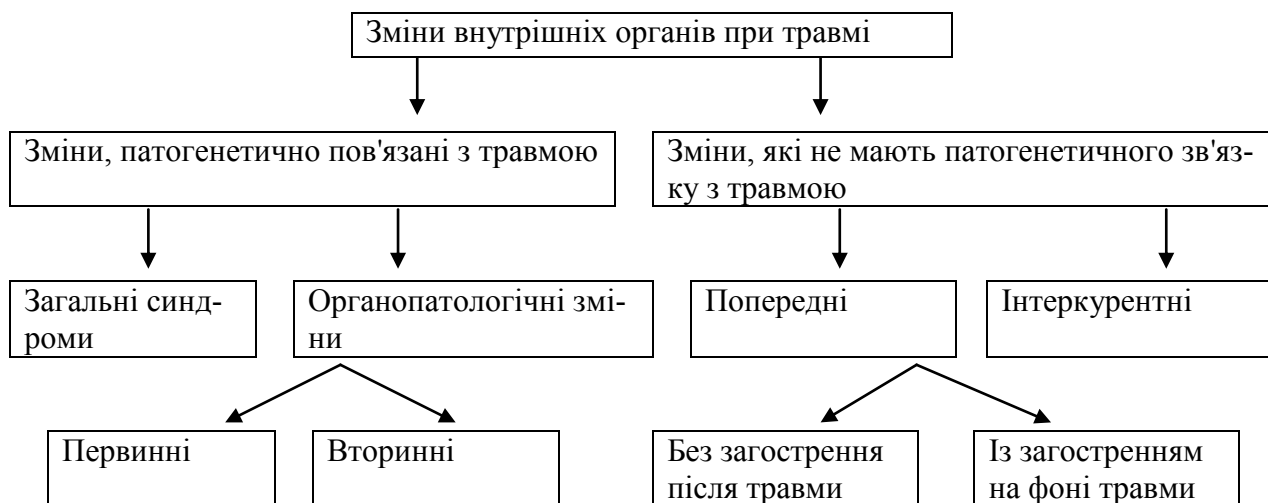 Зміни внутрішніх органів при травмі
Зміни, патогенетично пов'язані з травмою
Зміни, які не мають патогенетичного зв'яз-
ку з травмою
Загальні синд-
роми
Органопатологічні змі-
ни
Попередні
Інтеркурентні
Первинні
Вторинні
Без загострення
після травми
Із загостренням
на фоні травми